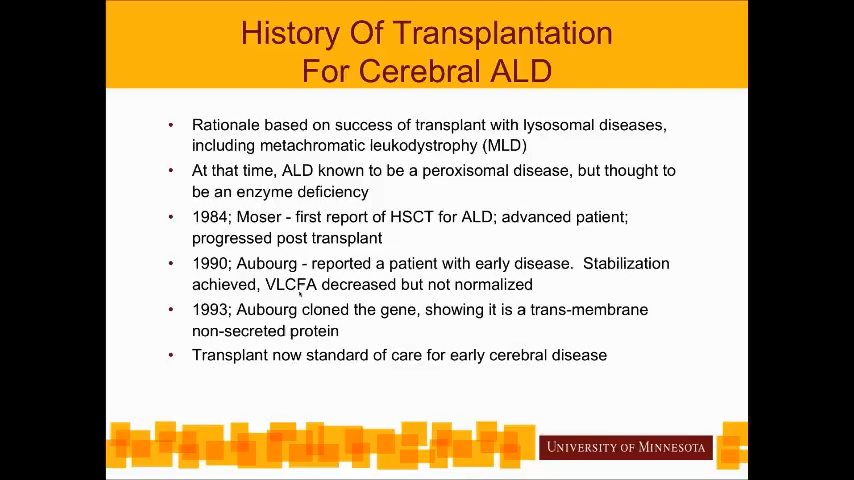 History Of Transplantation
For Cerebral ALD
• Rationale based on success of transplant with lysosomal diseases,
including metachromatic leukodystrophy (MLD)
• At that time, ALD known to be a peroxisomal disease, but thought to
be an enzyme deficiency
• 1984; Moser - first report of HSCT for ALD; advanced patient;
progressed post transplant
• 1990; Aubourg - reported a patient with early disease.  Stabilization
achieved, VLCFA decreased but not normalized
• 1993; Aubourg cloned the gene, showing it is a trans-membrane
non-secreted protein
• Transplant now standard of care for early cerebral disease
UNIVERSITY OF MINNESOTA